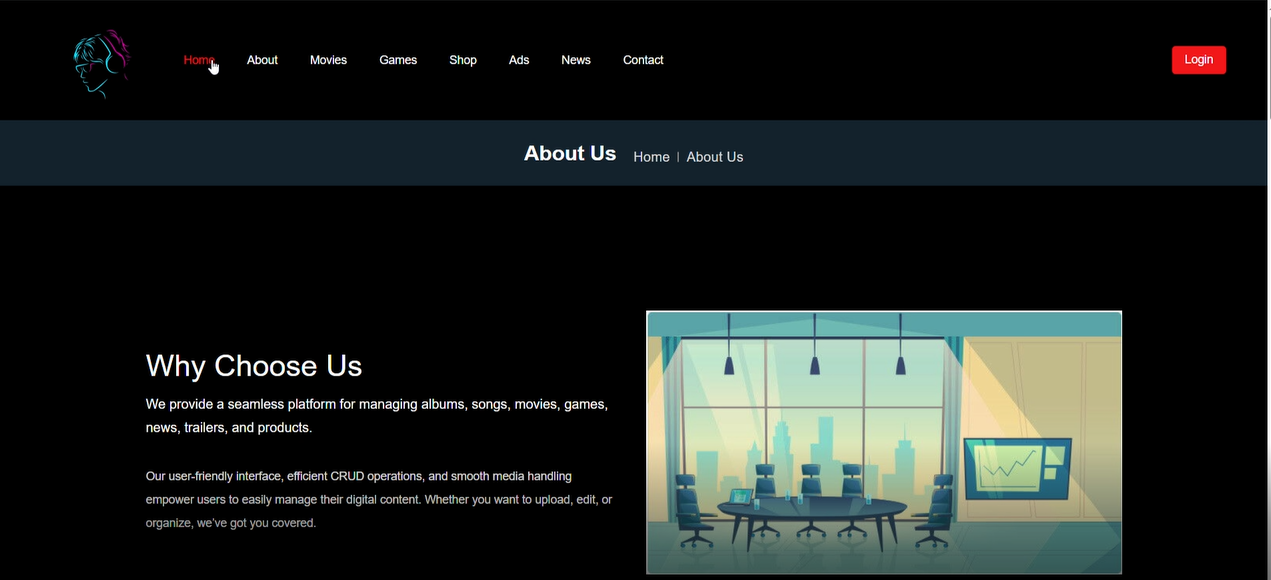 Home About Movies Games Shop Ads News Contact Login
About Us Home | About Us
Why Choose Us
We provide a seamless platform for managing albums, songs, movies, games,
news, trailers, and products.
Our user-friendly interface, efficient CRUD operations, and smooth media handling
empower users to easily manage their digital content. Whether you want to upload, edit, or
organize, we've got you covered.